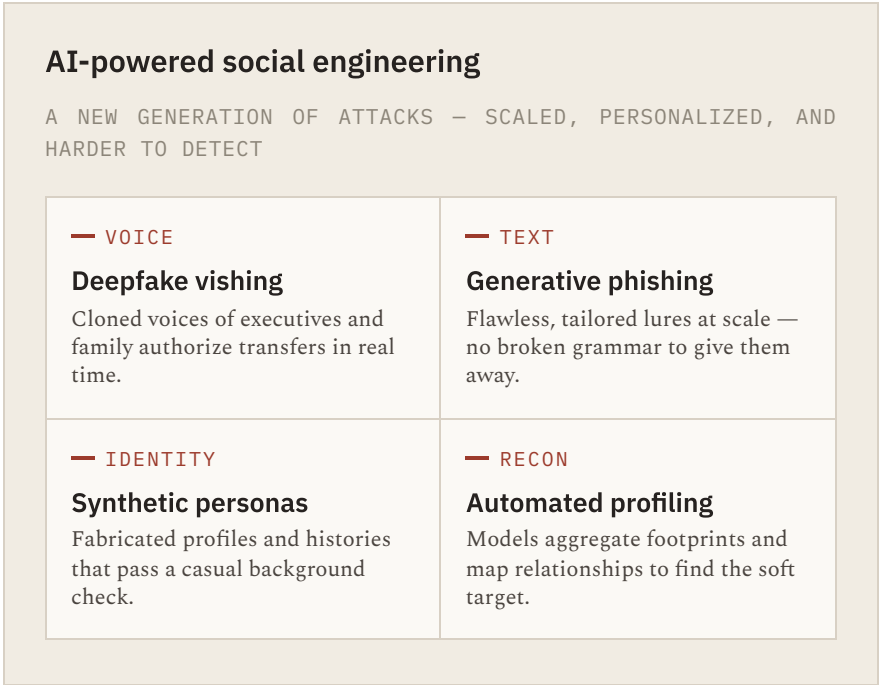 AI-powered social engineering
A NEW GENERATION OF ATTACKS — SCALED, PERSONALIZED, AND
HARDER TO DETECT
VOICE
Deepfake vishing
Cloned voices of executives and
family authorize transfers in real
time.
TEXT
Generative phishing
Flawless, tailored lures at scale —
no broken grammar to give them
away.
IDENTITY
Synthetic personas
Fabricated profiles and histories
that pass a casual background
check.
RECON
Automated profiling
Models aggregate footprints and
map relationships to find the soft
target.